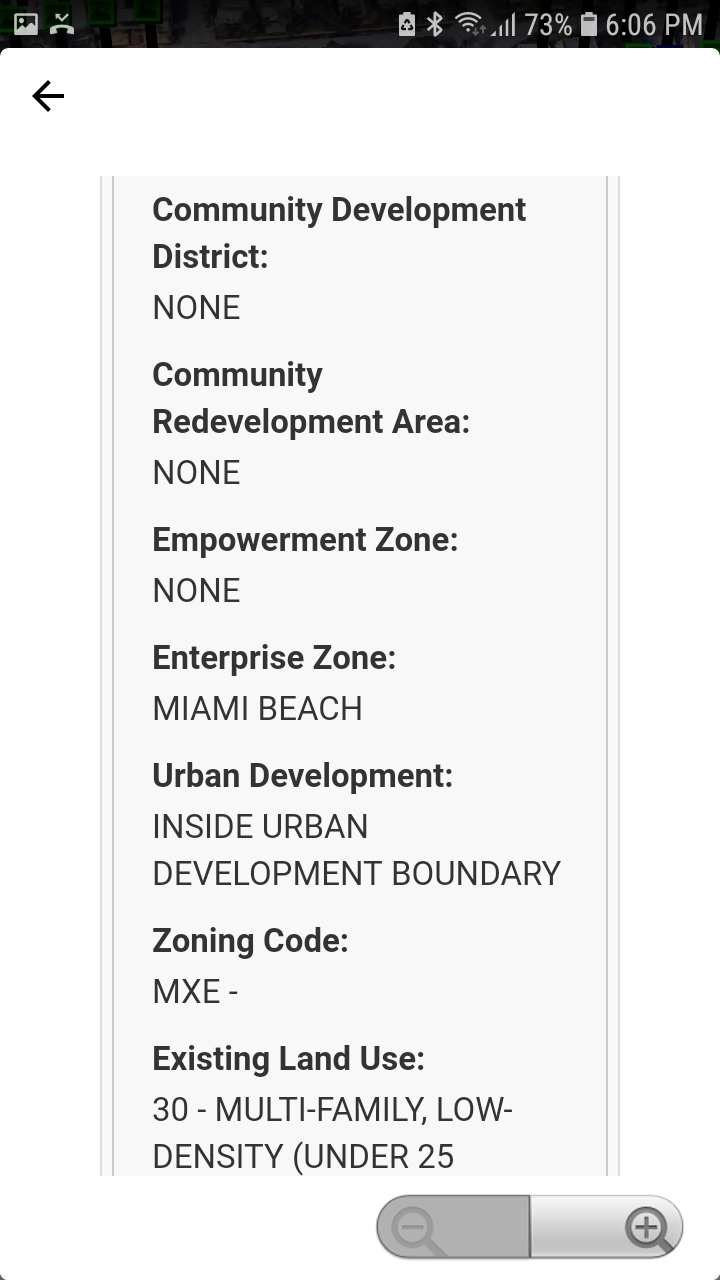 73% 6:06 PM
Community Development
District:
NONE
Community
Redevelopment Area:
NONE
Empowerment Zone:
NONE
Enterprise Zone:
MIAMI BEACH
Urban Development:
INSIDE URBAN
DEVELOPMENT BOUNDARY
Zoning Code:
MXE -
Existing Land Use:
30 - MULTI-FAMILY, LOW-
DENSITY (UNDER 25